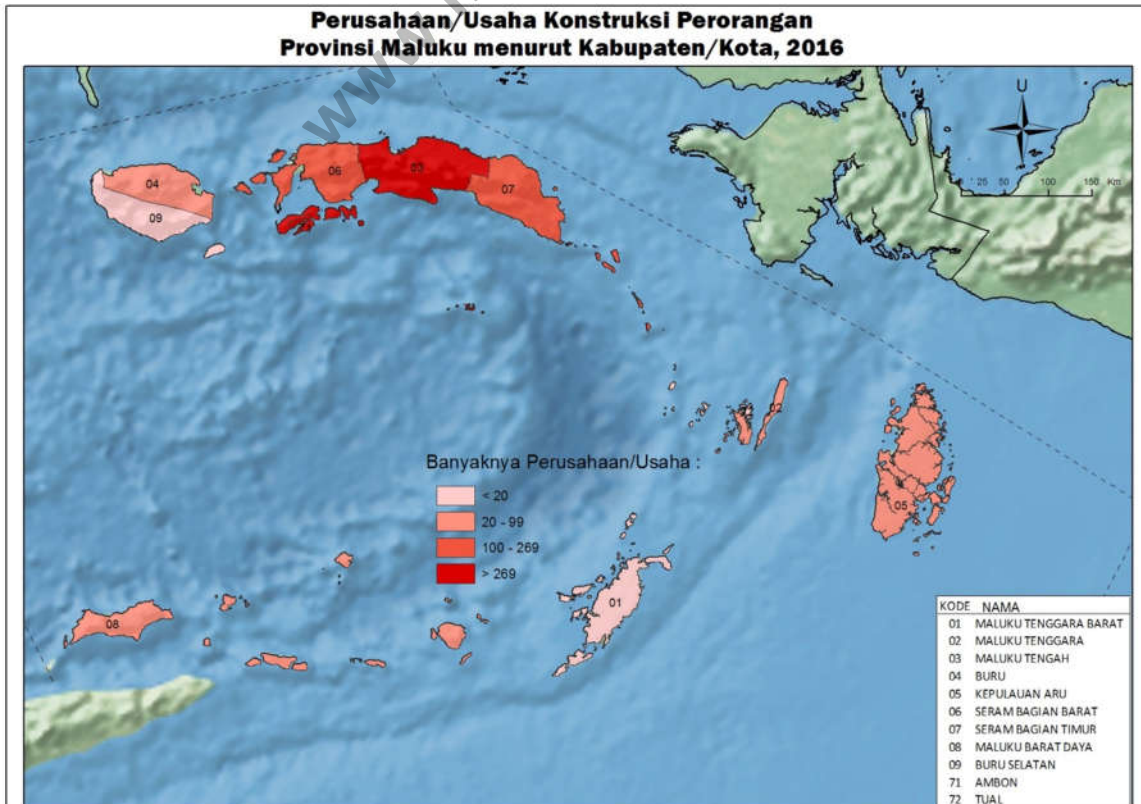 Perusahaan/Usaha Konstruksi Perorangan
Provinsi Maluku menurut Kabupaten/Kota, 2016
www.
U
0 25 50 100 150 Km
04
09
06
03
07
02
05
01
08
Banyaknya Perusahaan/Usaha :
< 20
20 - 99
100 - 269
> 269
KODE NAMA
01 MALUKU TENGGARA BARAT
02 MALUKU TENGGARA
03 MALUKU TENGAH
04 BURU
05 KEPULAUAN ARU
06 SERAM BAGIAN BARAT
07 SERAM BAGIAN TIMUR
08 MALUKU BARAT DAYA
09 BURU SELATAN
71 AMBON
72 TUAL